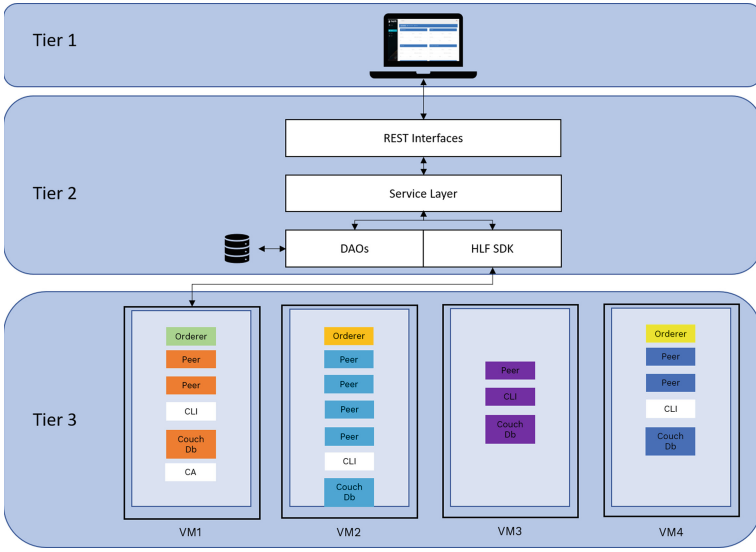 Tier 1
REST Interfaces
Tier 2
Service Layer
DAOs
HLF SDK
Tier 3
Orderer
Peer
Peer
CLI
Couch
Db
CA
VM1
Orderer
Peer
Peer
Peer
Peer
CLI
Couch
Db
VM2
Peer
CLI
Couch
Db
VM3
Orderer
Peer
Peer
CLI
Couch
Db
VM4